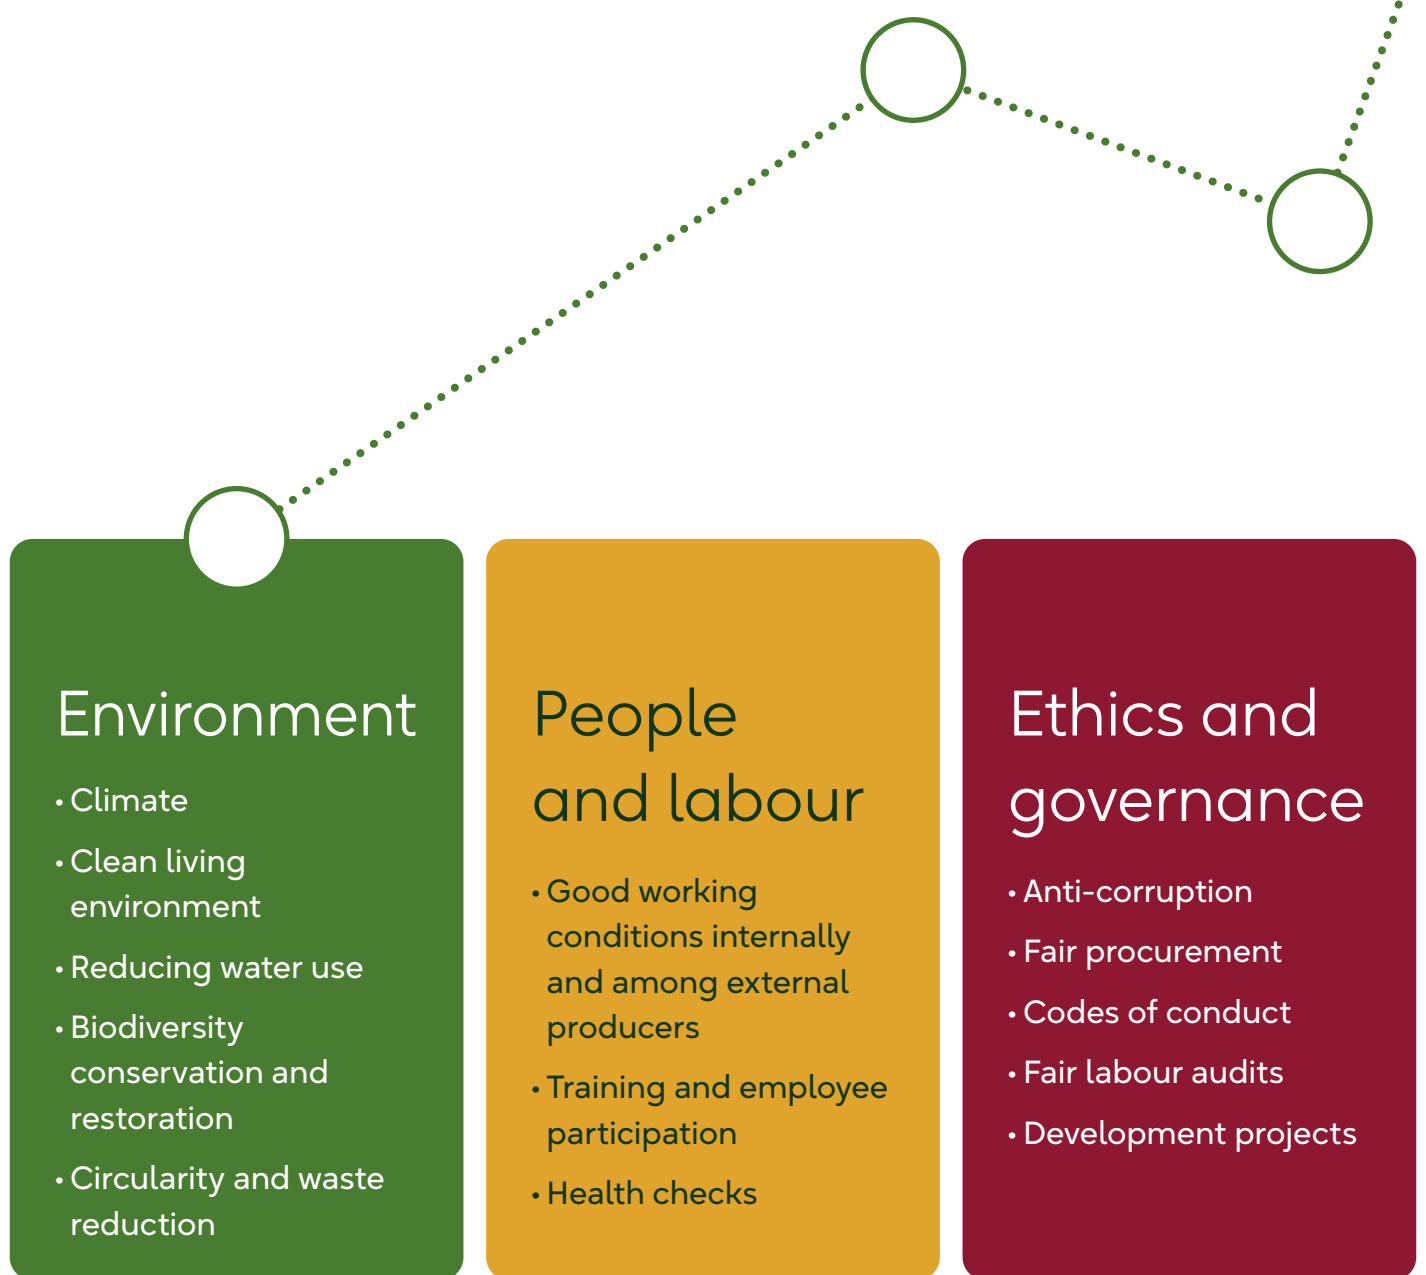 Environment
• Climate
• Clean living
environment
• Reducing water use
• Biodiversity
conservation and
restoration
• Circularity and waste
reduction
People
and labour
• Good working
conditions internally
and among external
producers
• Training and employee
participation
• Health checks
Ethics and
governance
• Anti-corruption
• Fair procurement
• Codes of conduct
• Fair labour audits
• Development projects